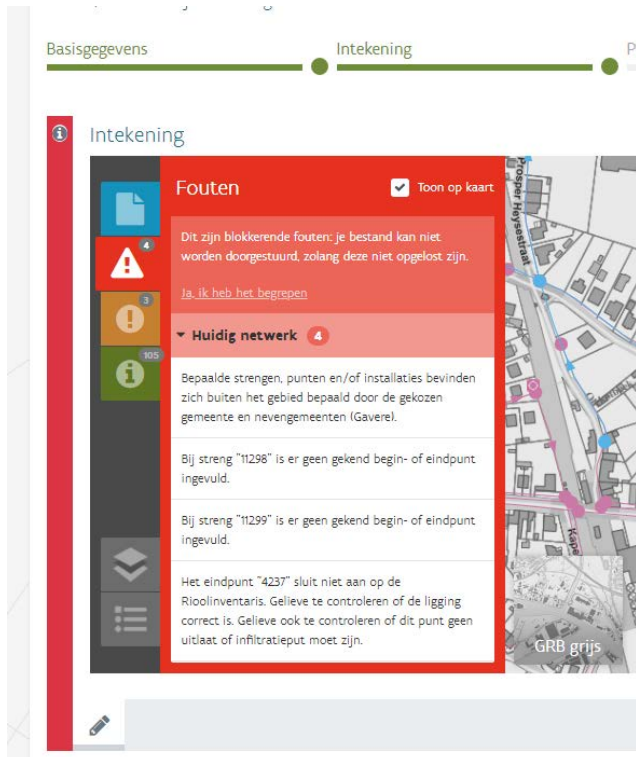 Basisgegevens
Intekening
P
Intekening
Fouten
Toon op kaart
4
Dit zijn blokkerende fouten: je bestand kan niet
worden doorgestuurd, zolang deze niet opgelost zijn.
3
Ja, ik heb het begrepen
Huidig netwerk 4
105
Bepaalde strengen, punten en/of installaties bevinden
zich buiten het gebied bepaald door de gekozen
gemeente en nevengemeenten (Gavere).
Bij streng "11298" is er geen gekend begin- of eindpunt
ingevuld.
Bij streng "11299" is er geen gekend begin- of eindpunt
ingevuld.
Het eindpunt "4237" sluit niet aan op de
Rioolinventaris. Gelieve te controleren of de ligging
correct is. Gelieve ook te controleren of dit punt geen
uitlaat of infiltratieput moet zijn.
Prosper Heysestraat
Kape
GRB grijs